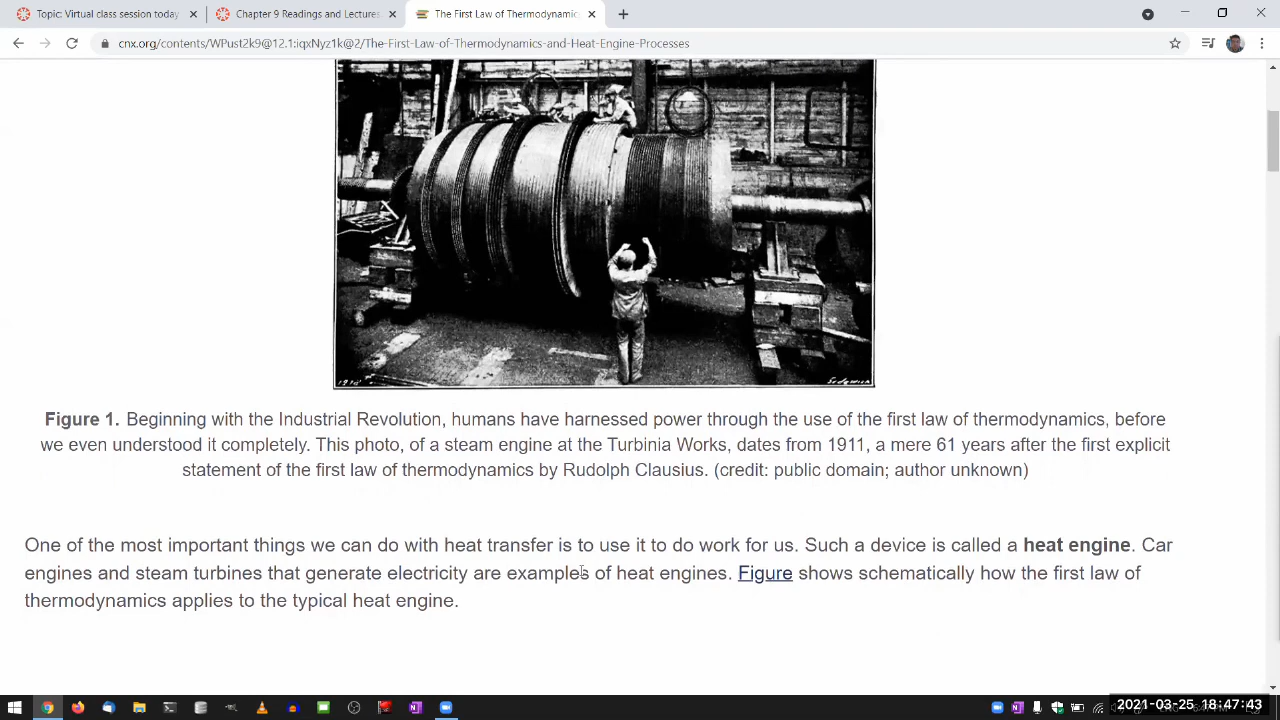 Topic: Virtual class session today
Chapter 9 Readings and Lectures
The First Law of Thermodynamics
cnx.org/contents/WPust2k9@12.1:iqxNyz1k@2/The-First-Law-of-Thermodynamics-and-Heat-Engine-Processes
Figure 1. Beginning with the Industrial Revolution, humans have harnessed power through the use of the first law of thermodynamics, before
we even understood it completely. This photo, of a steam engine at the Turbinia Works, dates from 1911, a mere 61 years after the first explicit
statement of the first law of thermodynamics by Rudolph Clausius. (credit: public domain; author unknown)
One of the most important things we can do with heat transfer is to use it to do work for us. Such a device is called a heat engine. Car
engines and steam turbines that generate electricity are examples of heat engines. Figure shows schematically how the first law of
thermodynamics applies to the typical heat engine.
2021-03-25 18:47:43